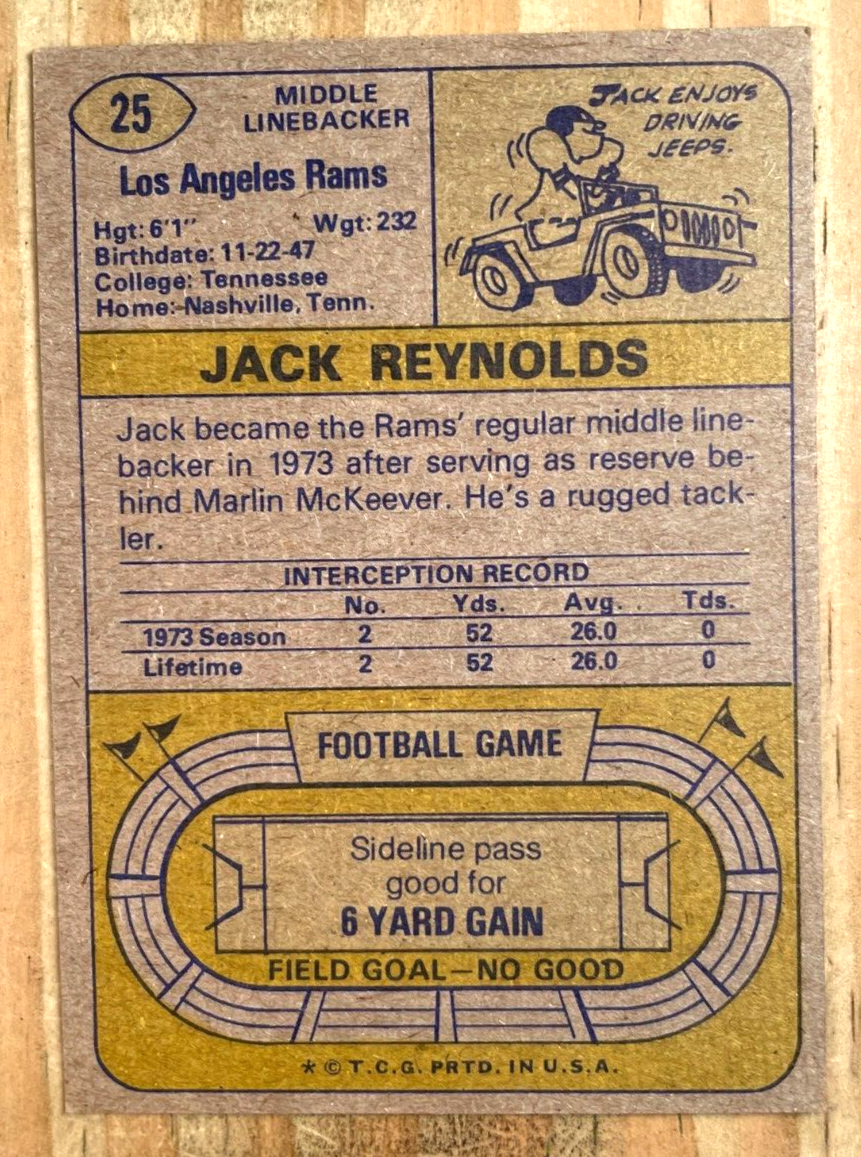 25
MIDDLE
LINEBACKER
Los Angeles Rams
Hgt: 6'1" Wgt: 232
Birthdate: 11-22-47
College: Tennessee
Home: Nashville, Tenn.
JACK ENJOYS
DRIVING
JEEPS.
JACK REYNOLDS
Jack became the Rams' regular middle line-
backer in 1973 after serving as reserve be-
hind Marlin McKeever. He's a rugged tack-
ler.
INTERCEPTION RECORD
No. Yds. Avg. Tds.
1973 Season 2 52 26.0 0
Lifetime 2 52 26.0 0
FOOTBALL GAME
Sideline pass
good for
6 YARD GAIN
FIELD GOAL—NO GOOD
* © T.C.G. PRTD. IN U.S.A.